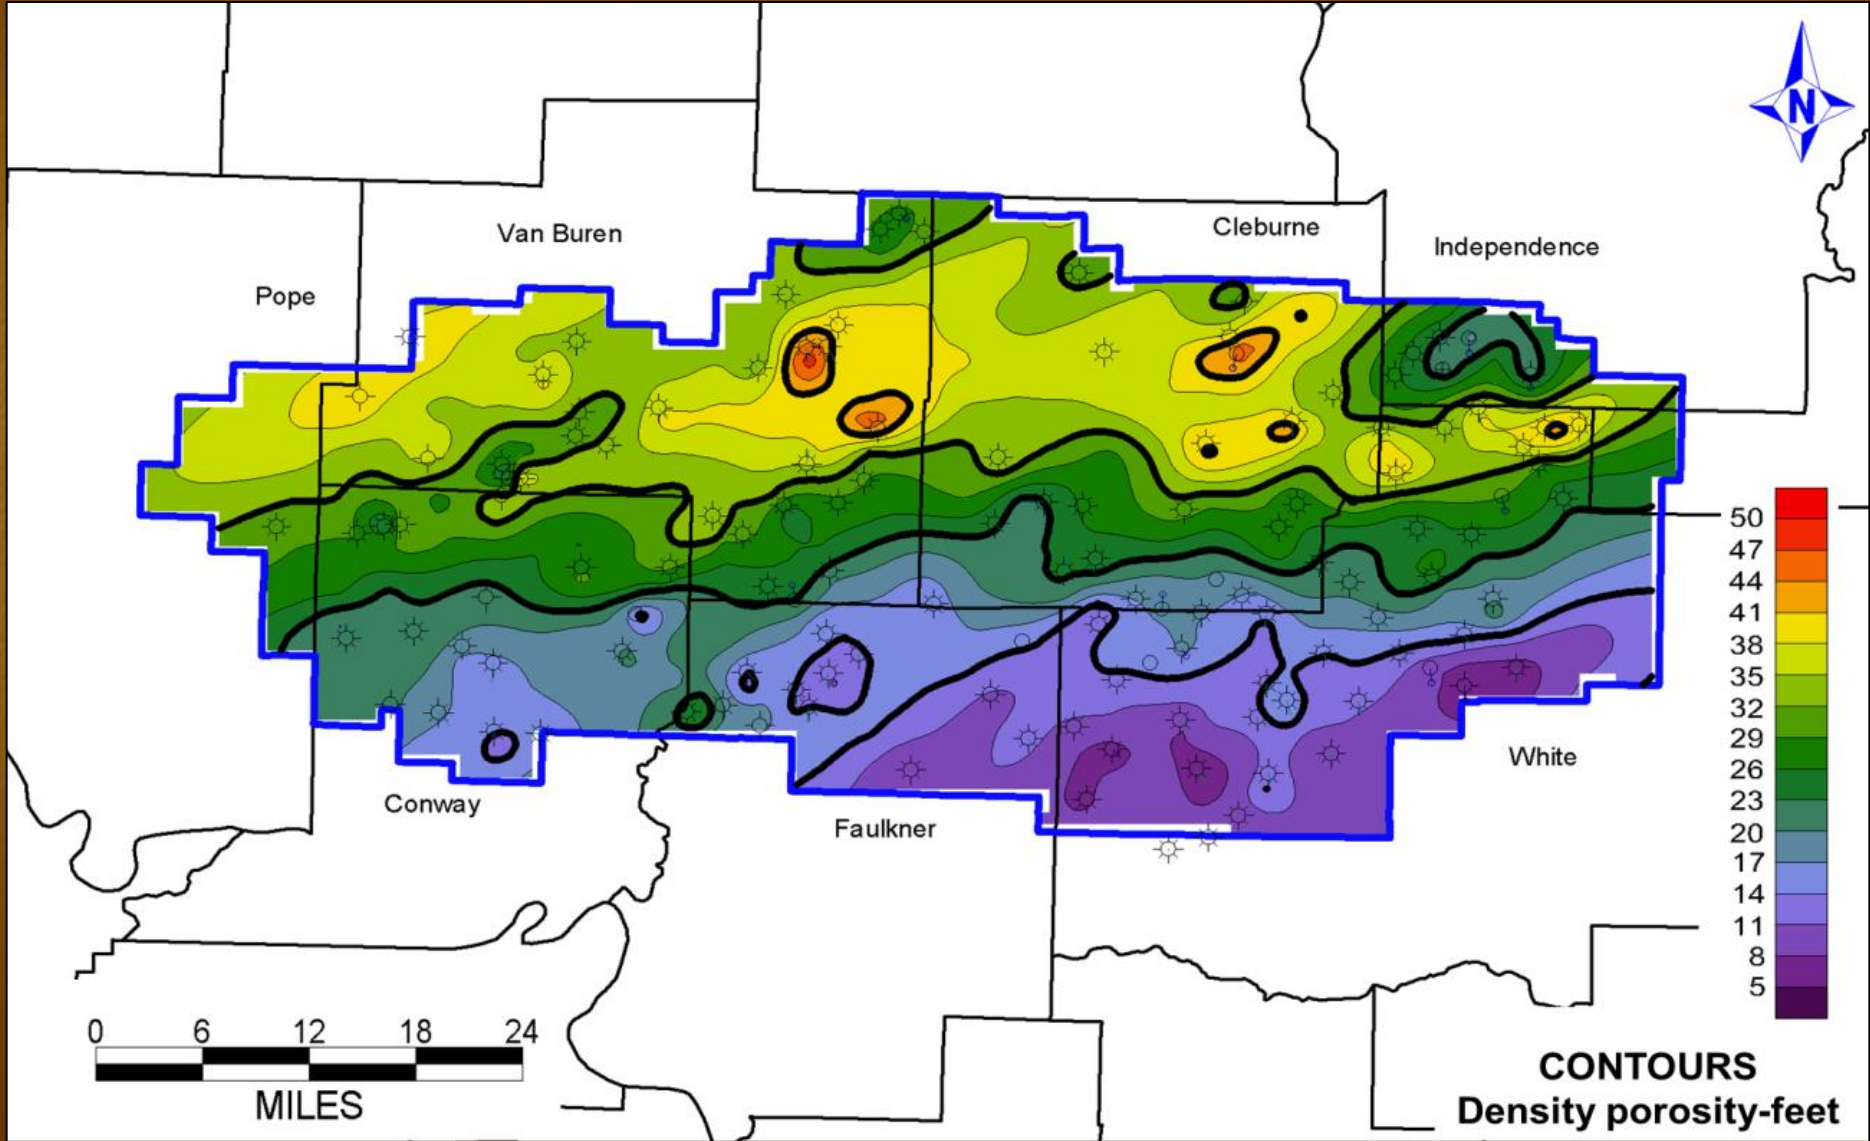 N
Van Buren
Cleburne
Independence
Pope
50
47
44
41
38
35
32
29
26
23
20
17
14
11
8
5
White
Conway
Faulkner
0 6 12 18 24
MILES
CONTOURS
Density porosity-feet